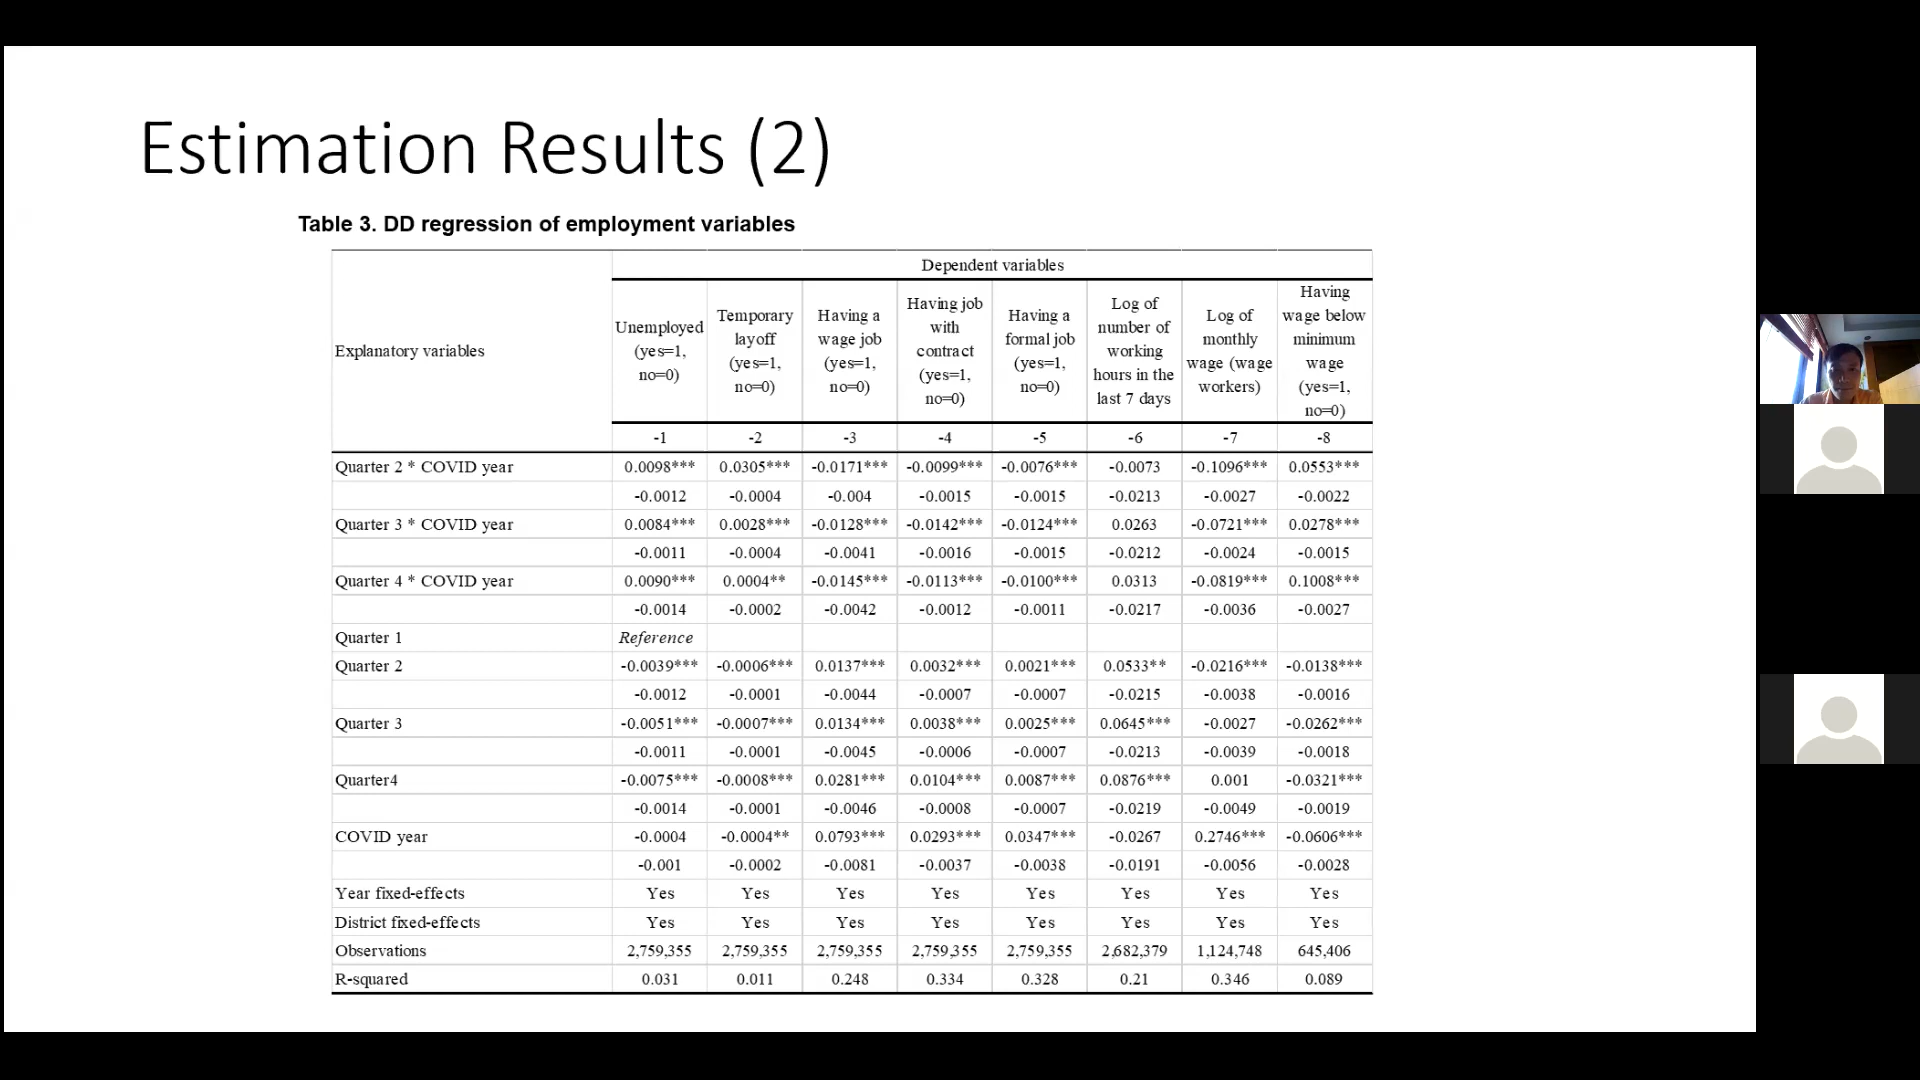 Estimation Results (2)
Table 3. DD regression of employment variables
Dependent variables
Explanatory variables Unemployed (yes=1, no=0) Temporary layoff (yes=1, no=0) Having a wage job (yes=1, no=0) Having job with contract (yes=1, no=0) Having a formal job (yes=1, no=0) Log of number of working hours in the last 7 days Log of monthly wage (wage workers) Having wage below minimum wage (yes=1, no=0)
-1 -2 -3 -4 -5 -6 -7 -8
Quarter 2 * COVID year 0.0098*** 0.0305*** -0.0171*** -0.0099*** -0.0076*** -0.0073 -0.1096*** 0.0553***
-0.0012 -0.0004 -0.004 -0.0015 -0.0015 -0.0213 -0.0027 -0.0022
Quarter 3 * COVID year 0.0084*** 0.0028*** -0.0128*** -0.0142*** -0.0124*** 0.0263 -0.0721*** 0.0278***
-0.0011 -0.0004 -0.0041 -0.0016 -0.0015 -0.0212 -0.0024 -0.0015
Quarter 4 * COVID year 0.0090*** 0.0004** -0.0145*** -0.0113*** -0.0100*** 0.0313 -0.0819*** 0.1008***
-0.0014 -0.0002 -0.0042 -0.0012 -0.0011 -0.0217 -0.0036 -0.0027
Quarter 1 Reference
Quarter 2 -0.0039*** -0.0006*** 0.0137*** 0.0032*** 0.0021*** 0.0533** -0.0216*** -0.0138***
-0.0012 -0.0001 -0.0044 -0.0007 -0.0007 -0.0215 -0.0038 -0.0016
Quarter 3 -0.0051*** -0.0007*** 0.0134*** 0.0038*** 0.0025*** 0.0645*** -0.0027 -0.0262***
-0.0011 -0.0001 -0.0045 -0.0006 -0.0007 -0.0213 -0.0039 -0.0018
Quarter4 -0.0075*** -0.0008*** 0.0281*** 0.0104*** 0.0087*** 0.0876*** 0.001 -0.0321***
-0.0014 -0.0001 -0.0046 -0.0008 -0.0007 -0.0219 -0.0049 -0.0019
COVID year -0.0004 -0.0004** 0.0793*** 0.0293*** 0.0347*** -0.0267 0.2746*** -0.0606***
-0.001 -0.0002 -0.0081 -0.0037 -0.0038 -0.0191 -0.0056 -0.0028
Year fixed-effects Yes Yes Yes Yes Yes Yes Yes Yes
District fixed-effects Yes Yes Yes Yes Yes Yes Yes Yes
Observations 2,759,355 2,759,355 2,759,355 2,759,355 2,759,355 2,682,379 1,124,748 645,406
R-squared 0.031 0.011 0.248 0.334 0.328 0.21 0.346 0.089